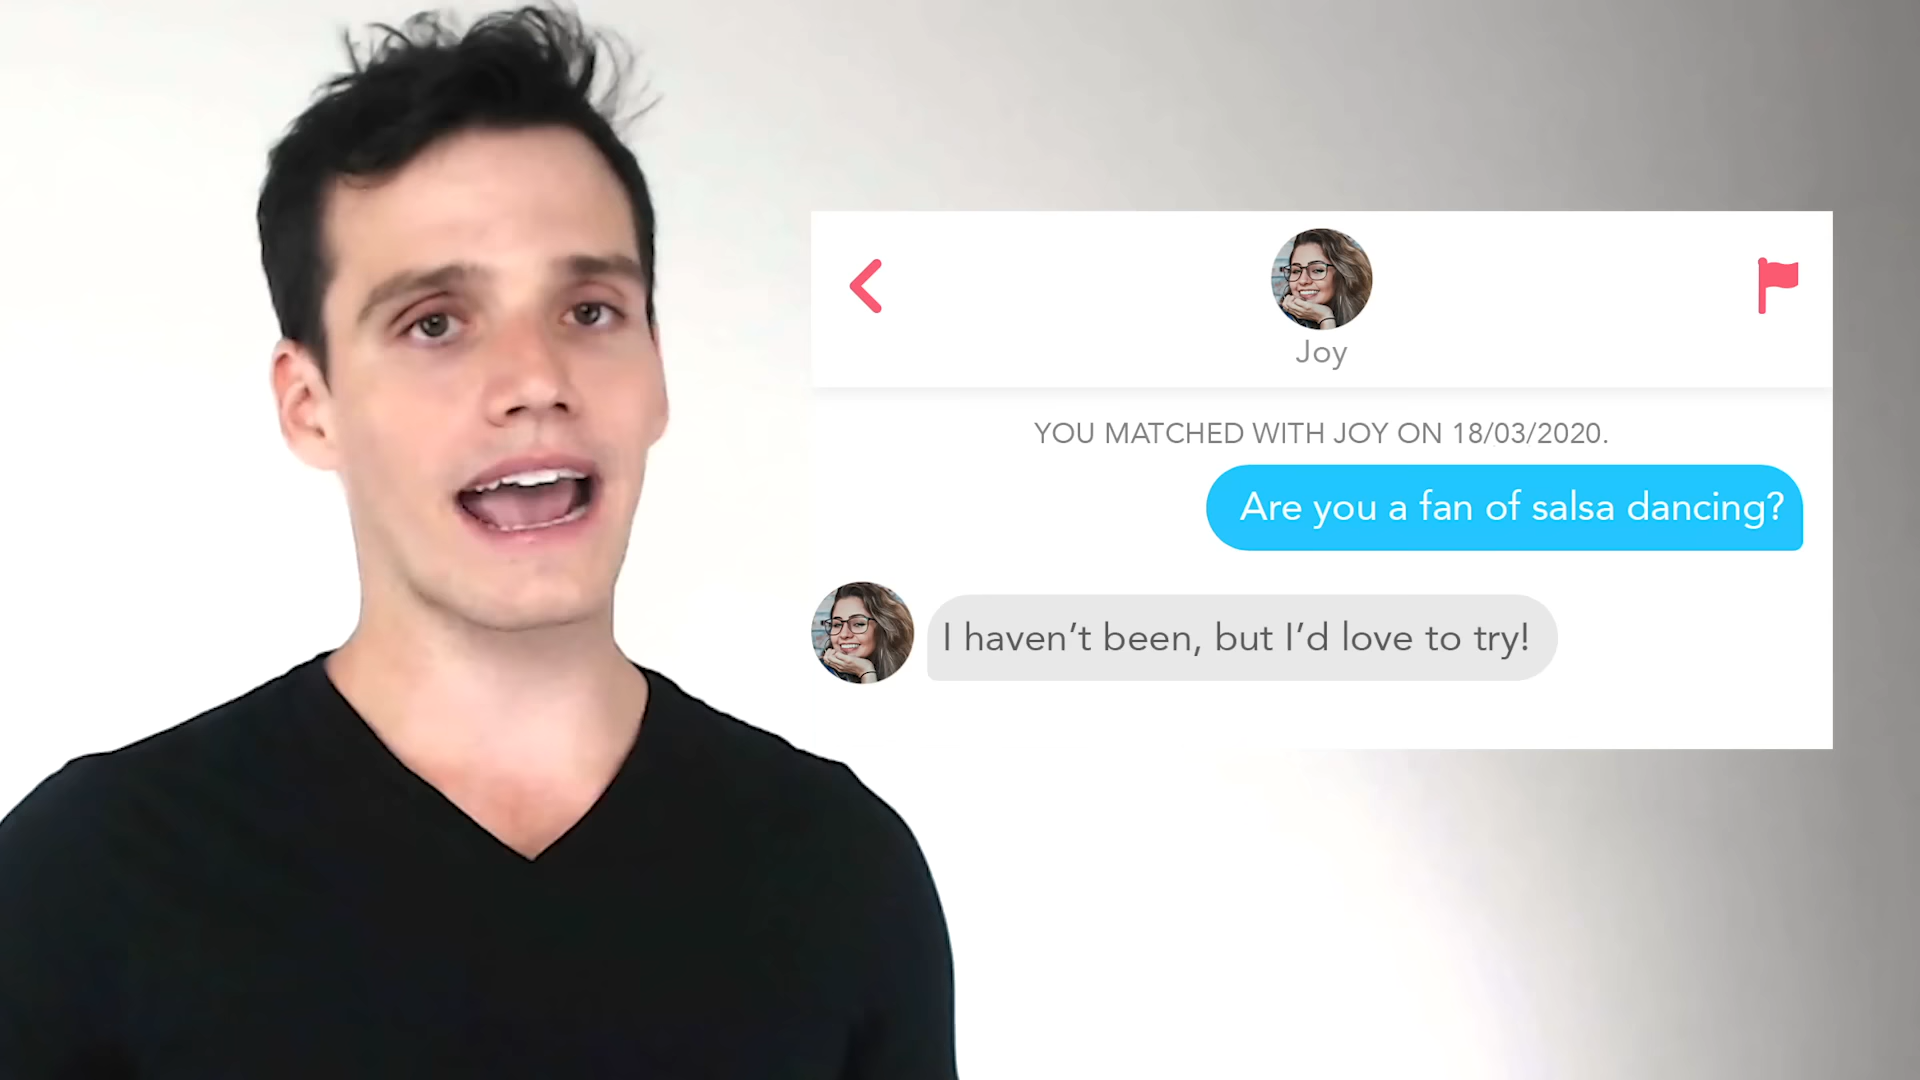 Joy
YOU MATCHED WITH JOY ON 18/03/2020.
Are you a fan of salsa dancing?
I haven’t been, but I’d love to try!